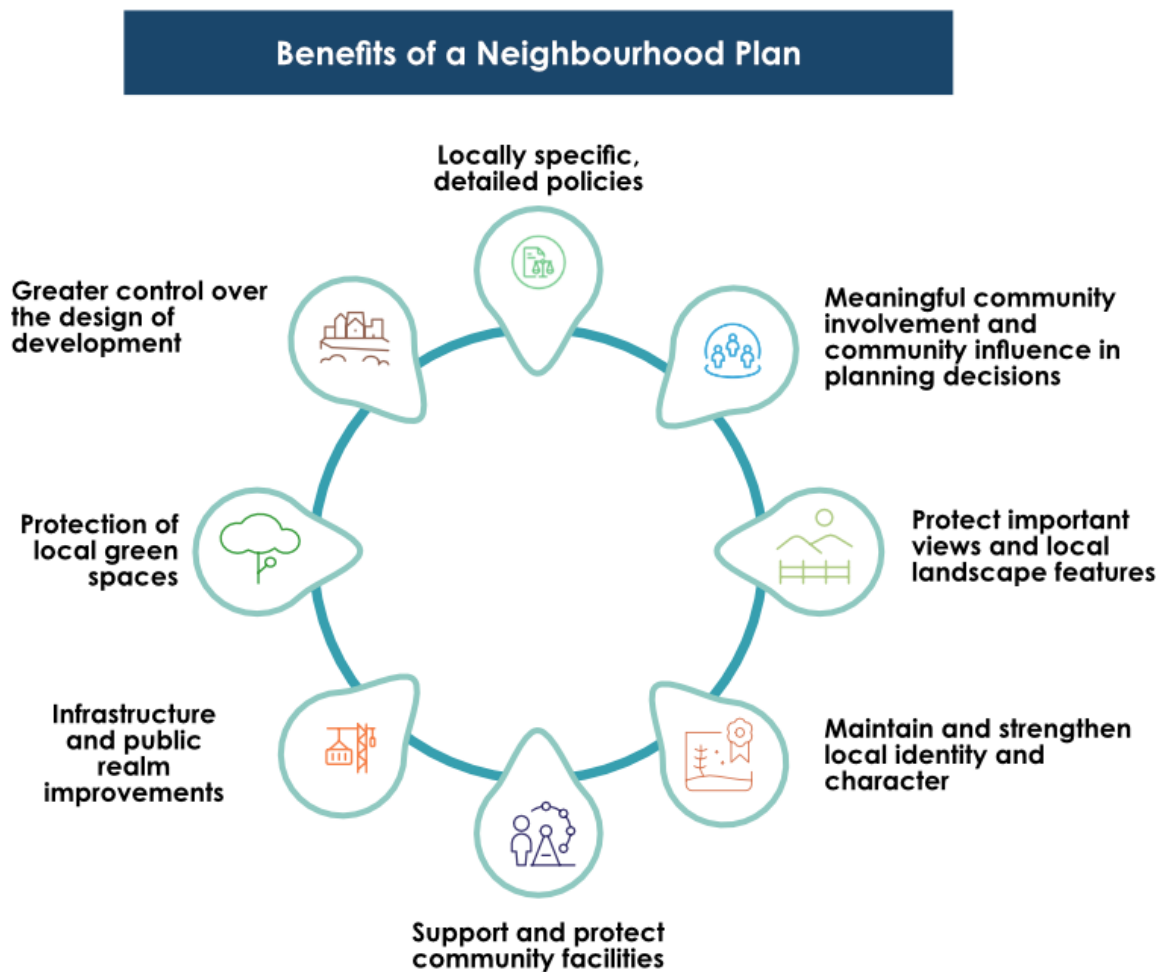 Benefits of a Neighbourhood Plan
Locally specific,
detailed policies
Meaningful community
involvement and
community influence in
planning decisions
Protect important
views and local
landscape features
Maintain and strengthen
local identity and
character
Support and protect
community facilities
Infrastructure
and public
realm
improvements
Protection of
local green
spaces
Greater control over
the design of
development